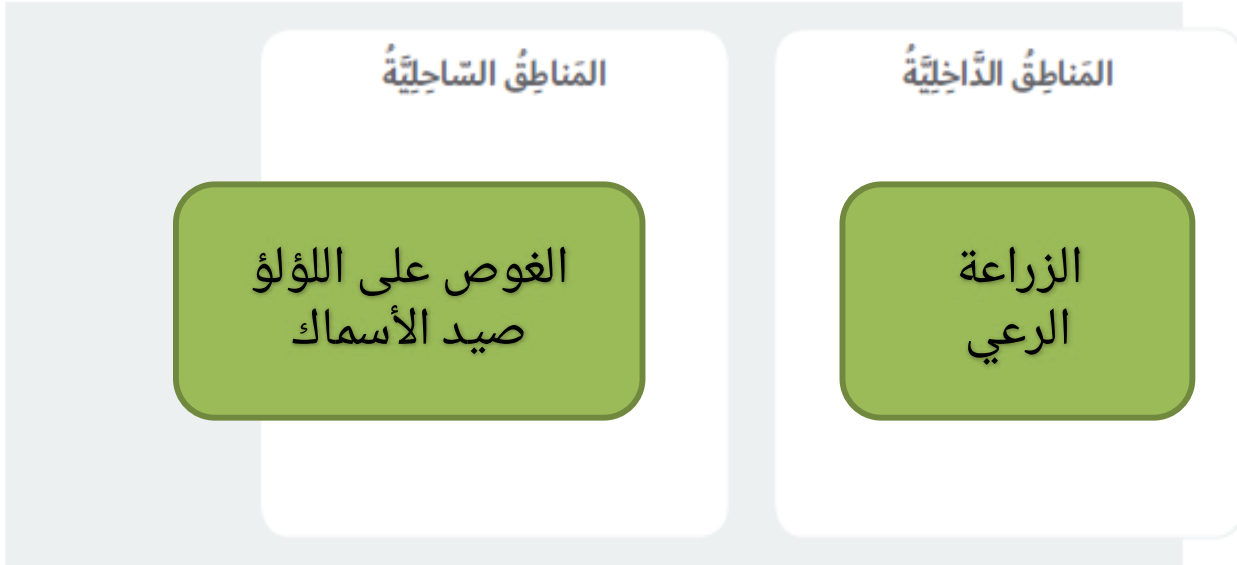 المَناطِقُ الدَّاخِلِيَّةُ
الزراعة
الرعي
المَناطِقُ السّاحِلِيَّةُ
الغوص على اللؤلؤ
صيد الأسماك